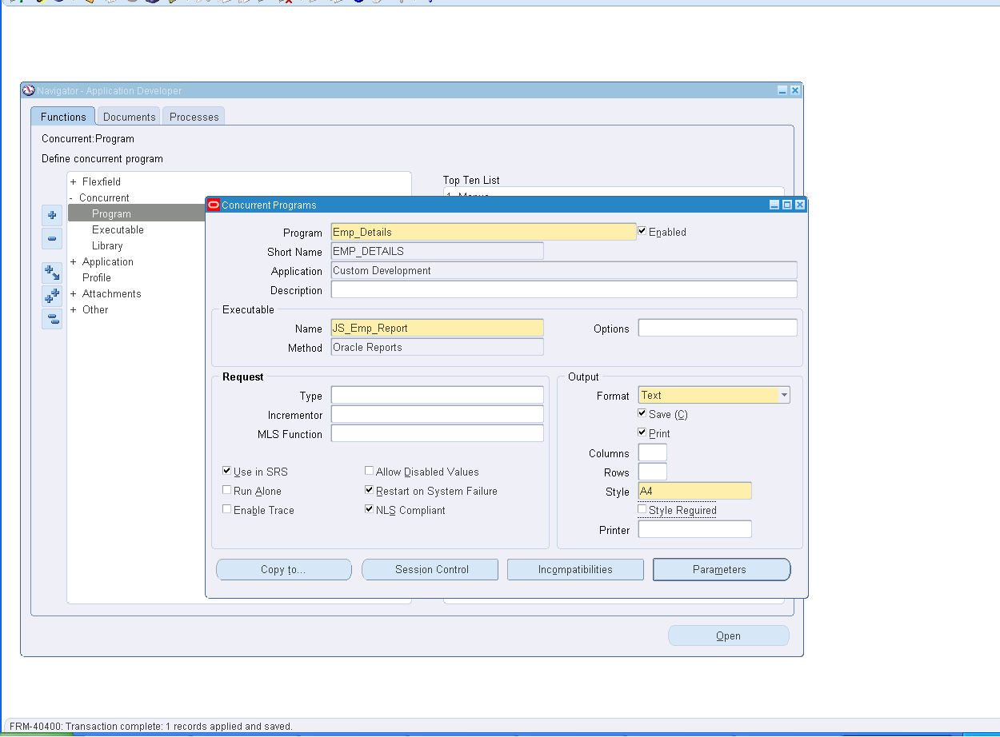 Navigator - Application Developer
Functions
Documents
Processes
Concurrent:Program
Define concurrent program
+ Flexfield
- Concurrent
Program
Executable
Library
+ Application
Profile
+ Attachments
+ Other
Top Ten List
Concurrent Programs
Program Emp_Details Enabled
Short Name EMP_DETAILS
Application Custom Development
Description
Executable
Name JS_Emp_Report Options
Method Oracle Reports
Request
Type
Incrementor
MLS Function
Use in SRS Allow Disabled Values
Run Alone Restart on System Failure
Enable Trace NLS Compliant
Output
Format Text
Save (C)
Print
Columns
Rows
Style A4
Style Required
Printer
Copy to...
Session Control
Incompatibilities
Parameters
Open
FRM-40400: Transaction complete: 1 records applied and saved.